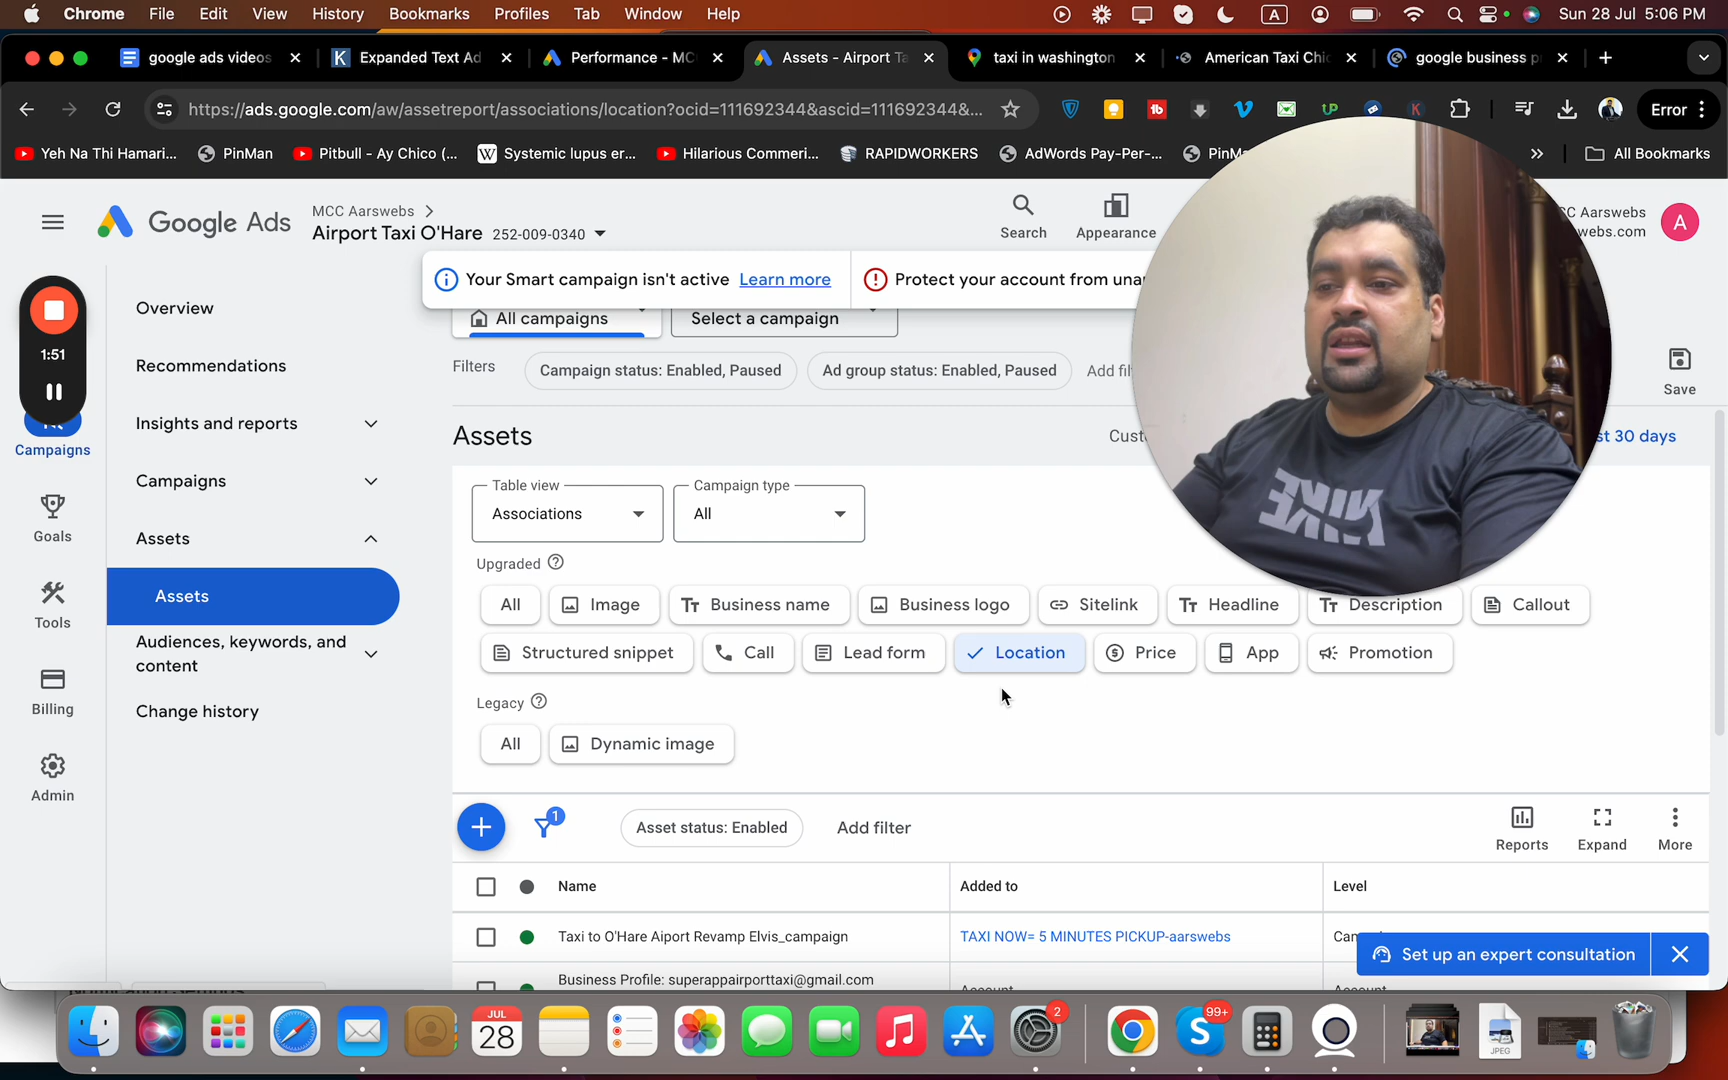 Chrome File Edit View History Bookmarks Profiles Tab Window Help A Sun 28 Jul 5:06 PM
google ads videos Expanded Text Ad Performance - MC Assets - Airport Ta taxi in washington American Taxi Chic google business p
https://ads.google.com/aw/assetreport/associations/location?ocid=111692344&ascid=111692344&... Error
Yeh Na Thi Hamari... PinMan Pitbull - Ay Chico (... Systemic lupus er... Hilarious Commeri... RAPIDWORKERS AdWords Pay-Per-... All Bookmarks
Google Ads
MCC Aarswebs
Airport Taxi O'Hare 252-009-0340
Search Appearance
A
Your Smart campaign isn't active Learn more Protect your account from
All campaigns Select a campaign
Filters Campaign status: Enabled, Paused Ad group status: Enabled, Paused Add
Save
1:51
Campaigns
Goals
Tools
Billing
Admin
Overview
Recommendations
Insights and reports
Campaigns
Assets
Assets
Audiences, keywords, and
content
Change history
Assets 30 days
Table view
Associations
Campaign type
All
Upgraded
All Image Business name Business logo Sitelink Headline Description Callout
Structured snippet Call Lead form Location Price App Promotion
Legacy
All Dynamic image
1 Asset status: Enabled Add filter Reports Expand More
Name Added to Level
Taxi to O'Hare Aiport Revamp Elvis_campaign TAXI NOW= 5 MINUTES PICKUP-aarswebs
Business Profile: superappairporttaxi@gmail.com
Set up an expert consultation
JUL
28
2
99+
JPEG
NIKE